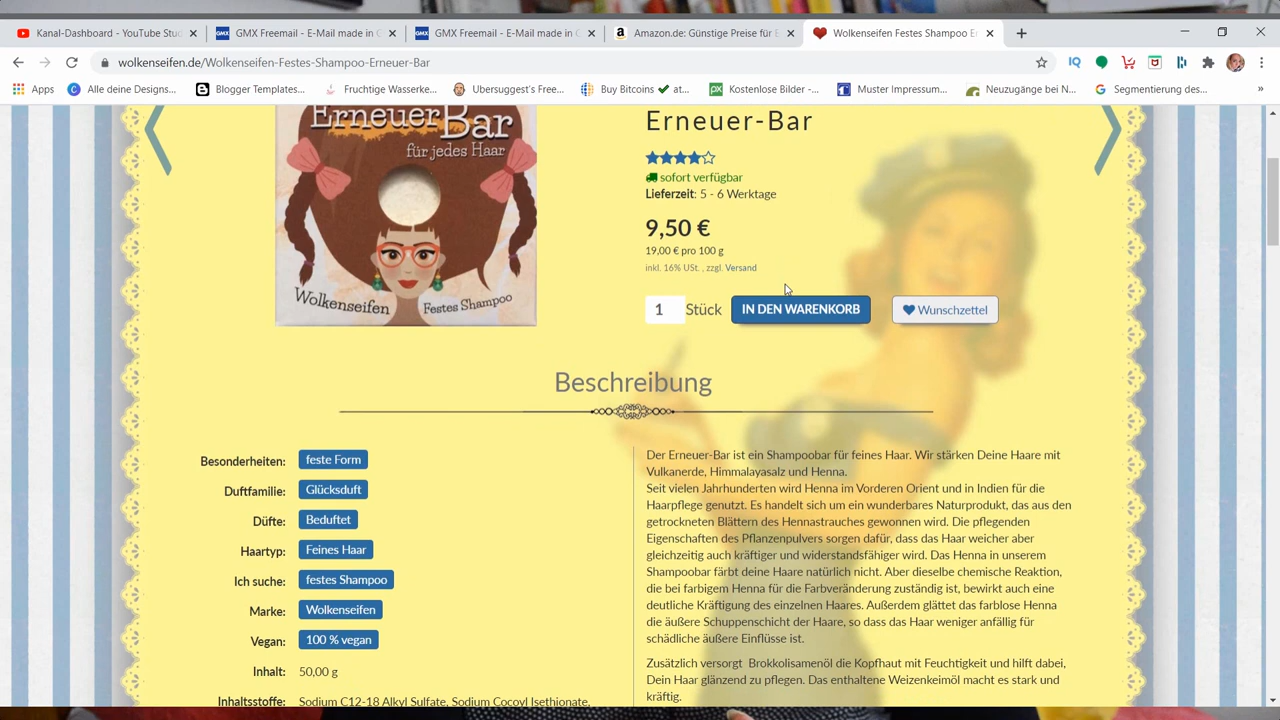 Kanal-Dashboard - YouTube Stu
GMX Freemail - E-Mail made in
GMX Freemail - E-Mail made in
Amazon.de: Günstige Preise für
Wolkenseifen Festes Shampoo Er
wolkenseifen.de/Wolkenseifen-Festes-Shampoo-Erneuer-Bar
Apps
Alle deine Designs...
Blogger Templates...
Fruchtige Wasserke...
Ubersuggest's Free...
Buy Bitcoins ✔ at...
Kostenlose Bilder -...
Muster Impressum...
Neuzugänge bei N...
Segmentierung des...
ErneuerBar
für jedes Haar
Wolkenseifen Festes Shampoo
Erneuer-Bar
sofort verfügbar
Lieferzeit: 5 - 6 Werktage
9,50 €
19,00 € pro 100 g
inkl. 16% USt. , zzgl. Versand
1 Stück IN DEN WARENKORB Wunschzettel
Beschreibung
Besonderheiten: feste Form
Duftfamilie: Glücksduft
Düfte: Beduftet
Haartyp: Feines Haar
Ich suche: festes Shampoo
Marke: Wolkenseifen
Vegan: 100 % vegan
Inhalt: 50,00 g
Inhaltsstoffe: Sodium C12-18 Alkyl Sulfate, Sodium Cocoyl Isethionate,
Der Erneuer-Bar ist ein Shampoobar für feines Haar. Wir stärken Deine Haare mit
Vulkanerde, Himmalayasalz und Henna.
Seit vielen Jahrhunderten wird Henna im Vorderen Orient und in Indien für die
Haarpflege genutzt. Es handelt sich um ein wunderbares Naturprodukt, das aus den
getrockneten Blättern des Hennastrauches gewonnen wird. Die pflegenden
Eigenschaften des Pflanzenpulvers sorgen dafür, dass das Haar weicher aber
gleichzeitig auch kräftiger und widerstandsfähiger wird. Das Henna in unserem
Shampoobar färbt deine Haare natürlich nicht. Aber dieselbe chemische Reaktion,
die bei farbigem Henna für die Farbveränderung zuständig ist, bewirkt auch eine
deutliche Kräftigung des einzelnen Haares. Außerdem glättet das farblose Henna
die äußere Schuppenschicht der Haare, so dass das Haar weniger anfällig für
schädliche äußere Einflüsse ist.
Zusätzlich versorgt Brokkolisamenöl die Kopfhaut mit Feuchtigkeit und hilft dabei,
Dein Haar glänzend zu pflegen. Das enthaltene Weizenkeimöl macht es stark und
kräftig.